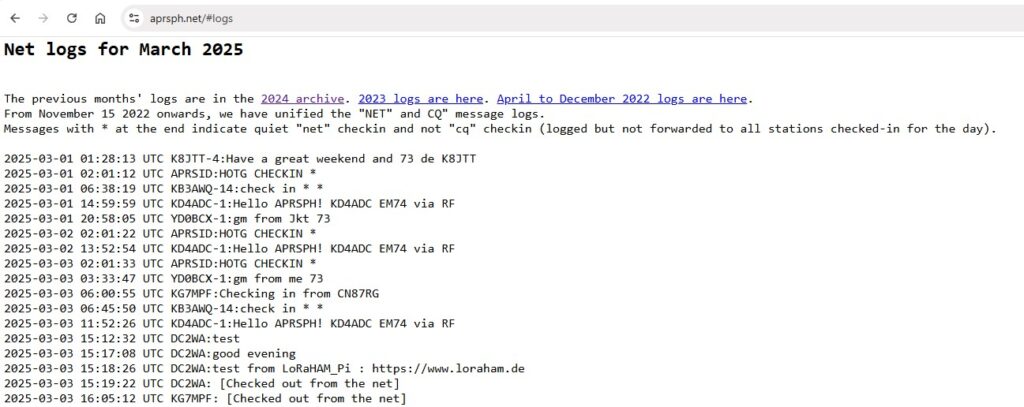 aprsph.net/#logs
Net logs for March 2025
The previous months' logs are in the 2024 archive. 2023 logs are here. April to December 2022 logs are here.
From November 15 2022 onwards, we have unified the "NET" and CQ" message logs.
Messages with * at the end indicate quiet "net" checkin and not "cq" checkin (logged but not forwarded to all stations checked-in for the day).
2025-03-01 01:28:13 UTC K8JTT-4:Have a great weekend and 73 de K8JTT
2025-03-01 02:01:12 UTC APRSID:HOTG CHECKIN *
2025-03-01 06:38:19 UTC KB3AWQ-14:check in * *
2025-03-01 14:59:59 UTC KD4ADC-1:Hello APRSPH! KD4ADC EM74 via RF
2025-03-01 20:58:05 UTC YD0BCX-1:gm from Jkt 73
2025-03-02 02:01:22 UTC APRSID:HOTG CHECKIN *
2025-03-02 13:52:54 UTC KD4ADC-1:Hello APRSPH! KD4ADC EM74 via RF
2025-03-03 02:01:33 UTC APRSID:HOTG CHECKIN *
2025-03-03 03:33:47 UTC YD0BCX-1:gm from me 73
2025-03-03 06:00:55 UTC KG7MPF:Checking in from CN87RG
2025-03-03 06:45:50 UTC KB3AWQ-14:check in * *
2025-03-03 11:52:26 UTC KD4ADC-1:Hello APRSPH! KD4ADC EM74 via RF
2025-03-03 15:12:32 UTC DC2WA:test
2025-03-03 15:17:08 UTC DC2WA:good evening
2025-03-03 15:18:26 UTC DC2WA:test from LoRaHAM_Pi : https://www.loraham.de
2025-03-03 15:19:22 UTC DC2WA: [Checked out from the net]
2025-03-03 16:05:12 UTC KG7MPF: [Checked out from the net]